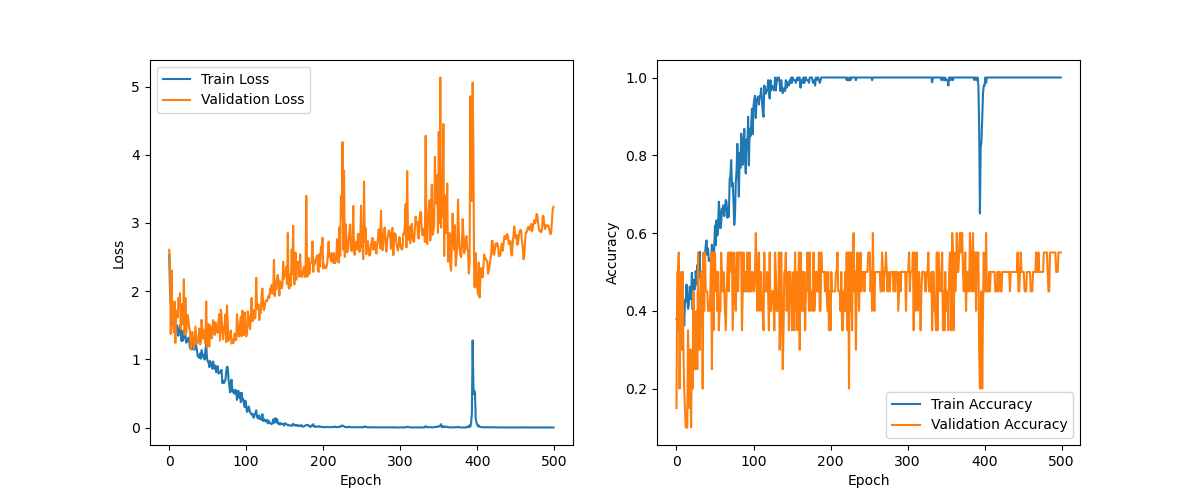 Train Loss
Validation Loss
Loss
5
4
3
2
1
0
0 100 200 300 400 500
Epoch
Accuracy
1.0
0.8
0.6
0.4
0.2
Train Accuracy
Validation Accuracy
0 100 200 300 400 500
Epoch